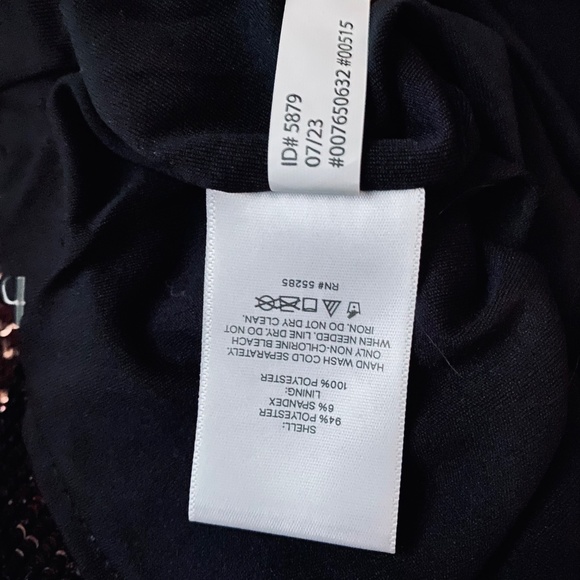 ID# 5879
07/23
#007650632 #00515
SHELL:
94% POLYESTER
6% SPANDEX
LINING:
100% POLYESTER
HAND WASH COLD SEPARATELY.
ONLY NON-CHLORINE BLEACH
WHEN NEEDED. LINE DRY. DO NOT
IRON. DO NOT DRY CLEAN.
RN# 55285